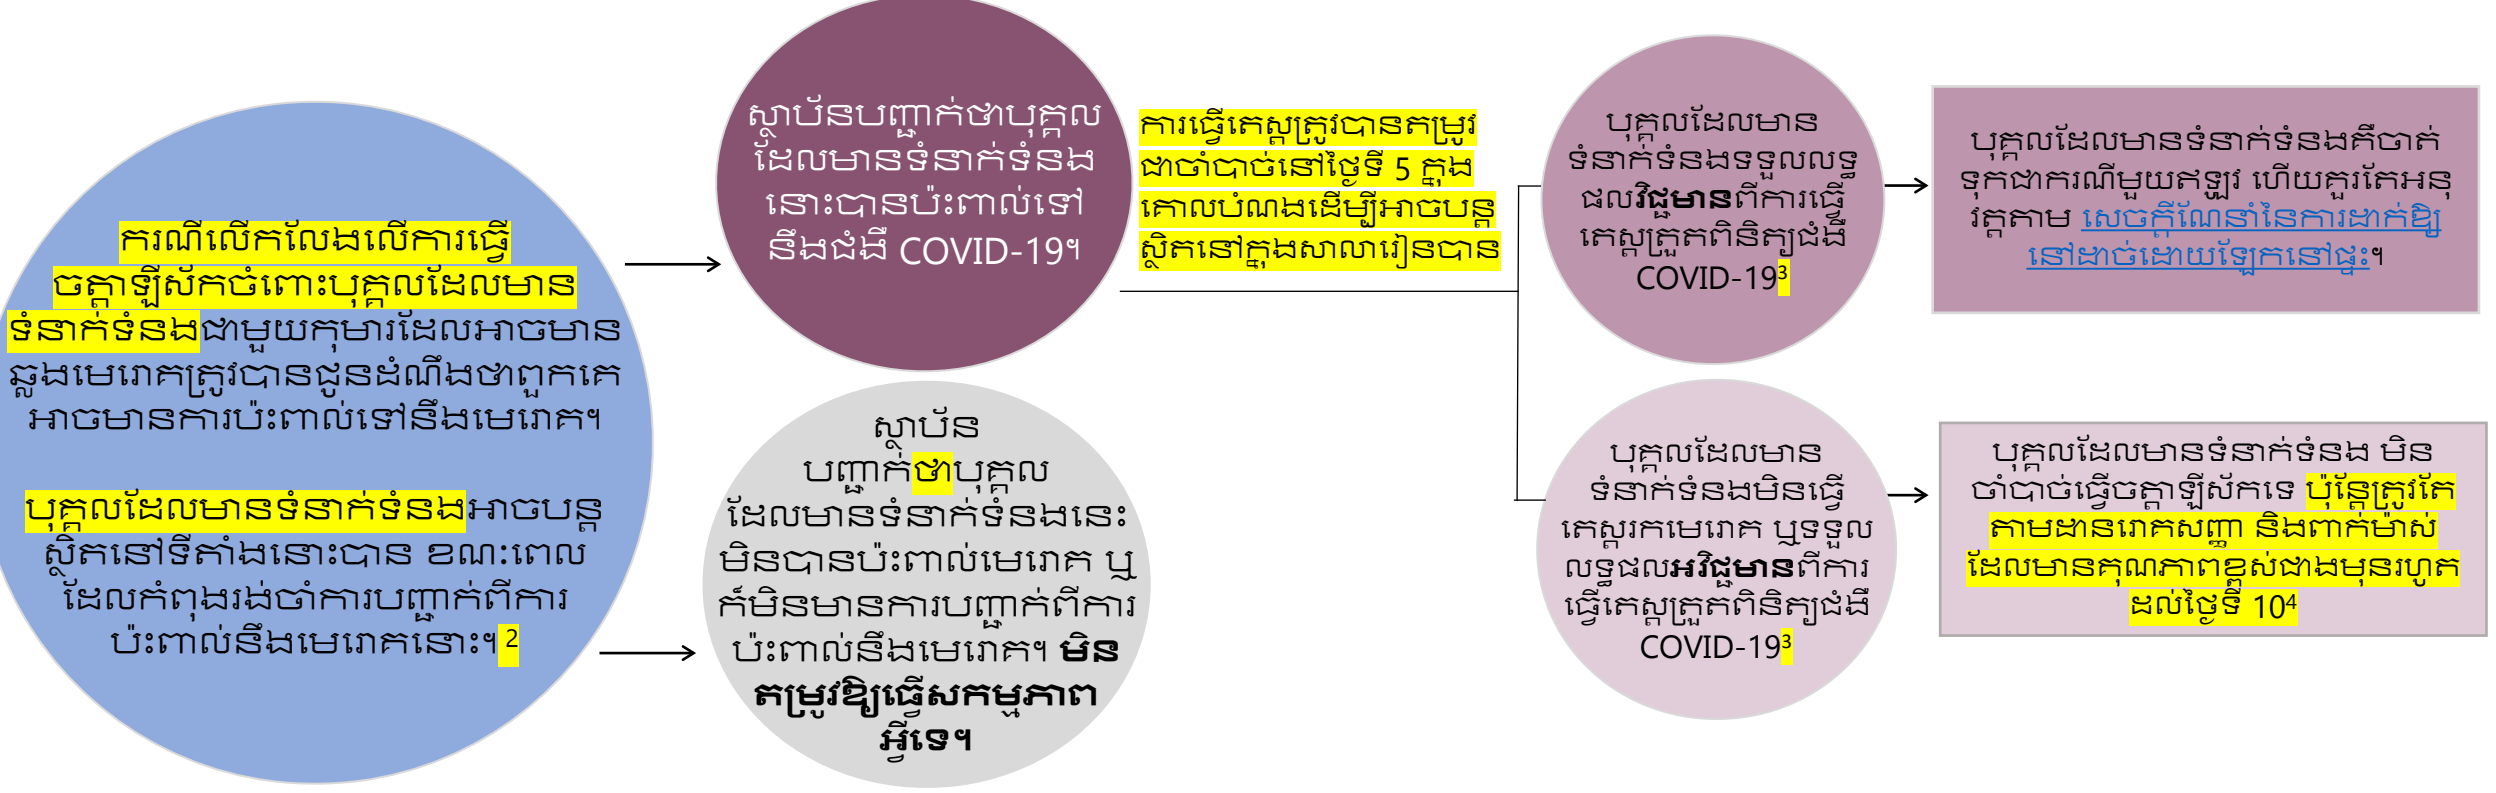 ករណីលើកលែងលើការធ្វើ
ចត្តាឡីស័កចំពោះបុគ្គលដែលមាន
ទំនាក់ទំនងជាមួយកុមារដែលអាចមាន
ឆ្លងមេរោគត្រូវបានជូនដំណឹងថាពួកគេ
អាចមានការប៉ះពាល់ទៅនឹងមេរោគ។
បុគ្គលដែលមានទំនាក់ទំនងអាចបន្ត
ស្ថិតនៅទីតាំងនោះបាន ខណៈពេល
ដែលកំពុងរង់ចាំការបញ្ជាក់ពីការ
ប៉ះពាល់នឹងមេរោគនោះ។ 2
ស្ថាប័នបញ្ជាក់ថាបុគ្គល
ដែលមានទំនាក់ទំនង
នោះបានប៉ះពាល់ទៅ
នឹងជំងឺ COVID-19។
ស្ថាប័ន
បញ្ជាក់ថាបុគ្គល
ដែលមានទំនាក់ទំនងនេះ
មិនបានប៉ះពាល់មេរោគ ឬ
ក៏មិនមានការបញ្ជាក់ពីការ
ប៉ះពាល់នឹងមេរោគ។ មិន
តម្រូវឱ្យធ្វើសកម្មភាព
អ្វីទេ។
ការធ្វើតេស្តត្រូវបានតម្រូវ
ជាចាំបាច់នៅថ្ងៃទី 5 ក្នុង
គោលបំណងដើម្បីអាចបន្ត
ស្ថិតនៅក្នុងសាលារៀនបាន
បុគ្គលដែលមាន
ទំនាក់ទំនងទទួលលទ្ធ
ផលវិជ្ជមានពីការធ្វើ
តេស្តត្រួតពិនិត្យជំងឺ
COVID-193
បុគ្គលដែលមានទំនាក់ទំនងគឺចាត់
ទុកជាករណីមួយឥឡូវ ហើយគួរតែអនុ
វត្តតាម សេចក្តីណែនាំនៃការដាក់ឱ្យ
នៅដាច់ដោយឡែកនៅផ្ទះ។
បុគ្គលដែលមាន
ទំនាក់ទំនងមិនធ្វើ
តេស្តរកមេរោគ ឬទទួល
លទ្ធផលអវិជ្ជមានពីការ
ធ្វើតេស្តត្រួតពិនិត្យជំងឺ
COVID-193
បុគ្គលដែលមានទំនាក់ទំនង មិន
ចាំបាច់ធ្វើចត្តាឡីស័កទេ ប៉ុន្តែត្រូវតែ
តាមដានរោគសញ្ញា និងពាក់ម៉ាស់
ដែលមានគុណភាពខ្ពស់ជាងមុនរហូត
ដល់ថ្ងៃទី 104